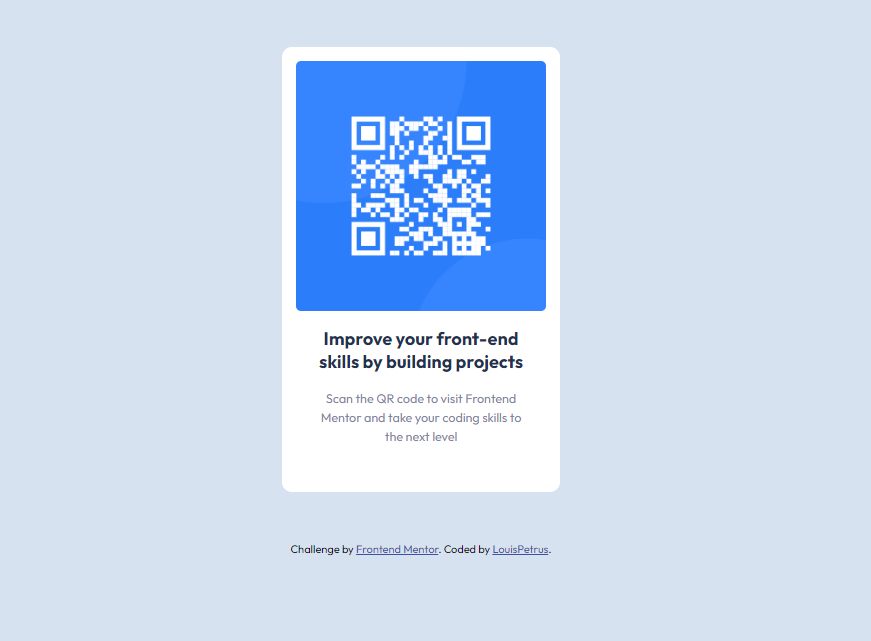 Improve your front-end
skills by building projects
Scan the QR code to visit Frontend
Mentor and take your coding skills to
the next level
Challenge by Frontend Mentor. Coded by LouisPetrus.